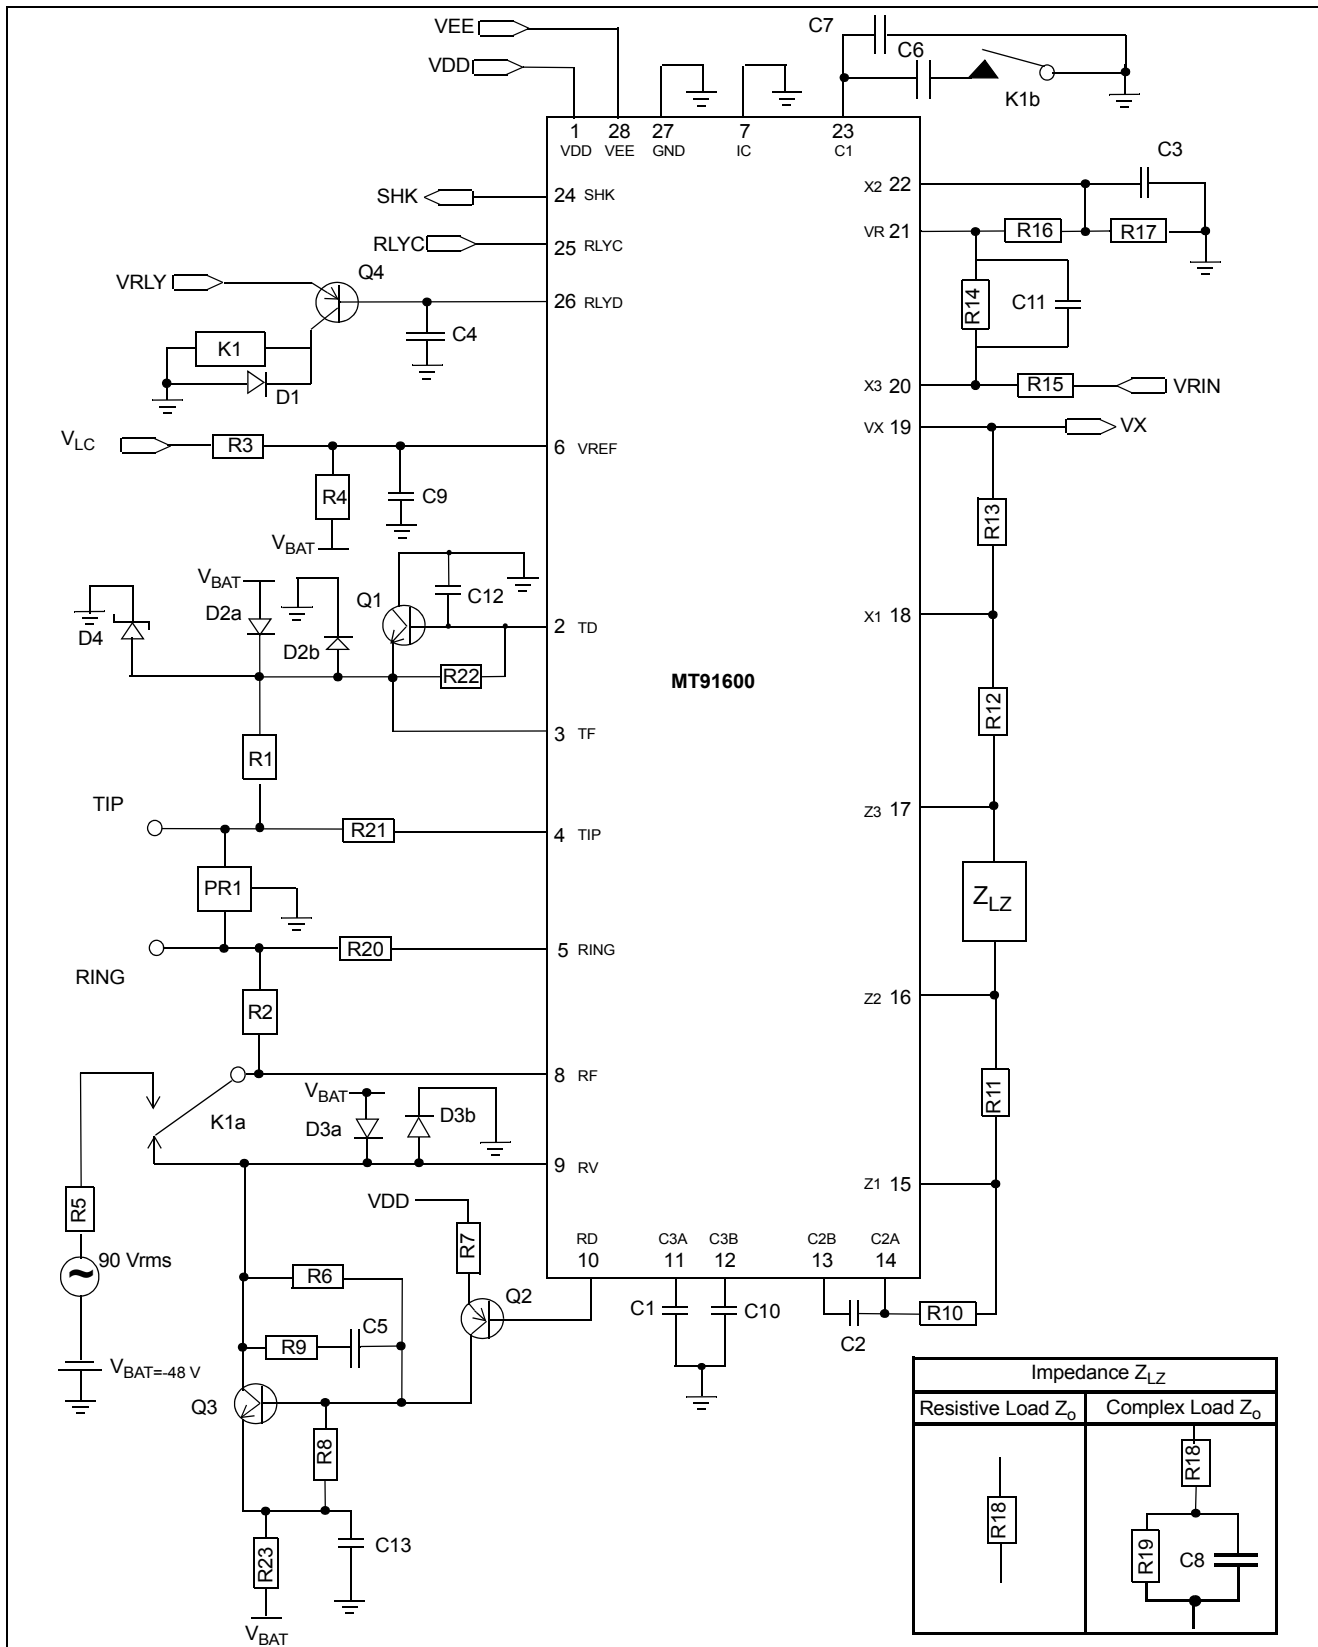 VEE
VDD
C7
C6
K1b
1 28 27 7 23
VDD VEE GND IC C1
C3
SHK
24 SHK
X2 22
RLYC
25 RLYC
VR 21
R16
R17
Q4
VRLY
26 RLYD
R14
C11
C4
K1
D1
X3 20
R15
VRIN
VLC
R3
6 VREF
VX 19
VX
R4
C9
R13
VBAT
VBAT
D2a
Q1
C12
D4
D2b
2 TD
X1 18
R22
MT91600
R12
3 TF
R1
TIP
R21
4 TIP
Z3 17
PR1
ZLZ
R20
5 RING
RING
R2
Z2 16
8 RF
R11
K1a
VBAT
D3a
D3b
9 RV
Z1 15
R5
VDD
R7
RD C3A C3B C2B C2A
10 11 12 13 14
90 Vrms
~
R6
Q2
C1
C10
C2
R10
R9
C5
VBAT=-48 V
Q3
R8
R23
C13
VBAT
Impedance ZLZ
Resistive Load Zo
Complex Load Zo
R18
R18
R19
C8